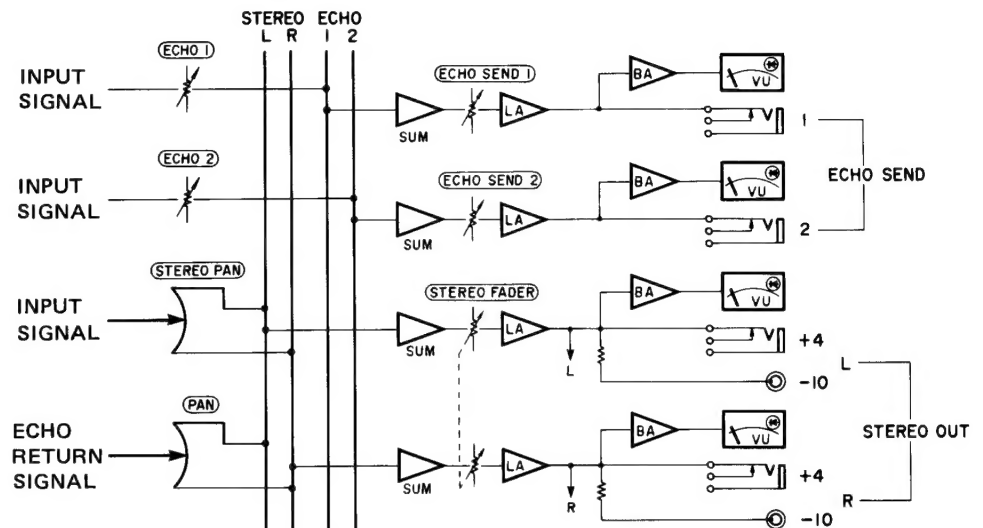 STEREO ECHO
L R 1 2
ECHO 1
INPUT
SIGNAL
SUM
ECHO SEND 1
LA
BA
VU
1
ECHO 2
INPUT
SIGNAL
SUM
ECHO SEND 2
LA
BA
VU
2
ECHO SEND
STEREO PAN
INPUT
SIGNAL
SUM
STEREO FADER
LA
L
BA
VU
+4
-10
L
PAN
ECHO
RETURN
SIGNAL
SUM
LA
R
BA
VU
+4
-10
R
STEREO OUT